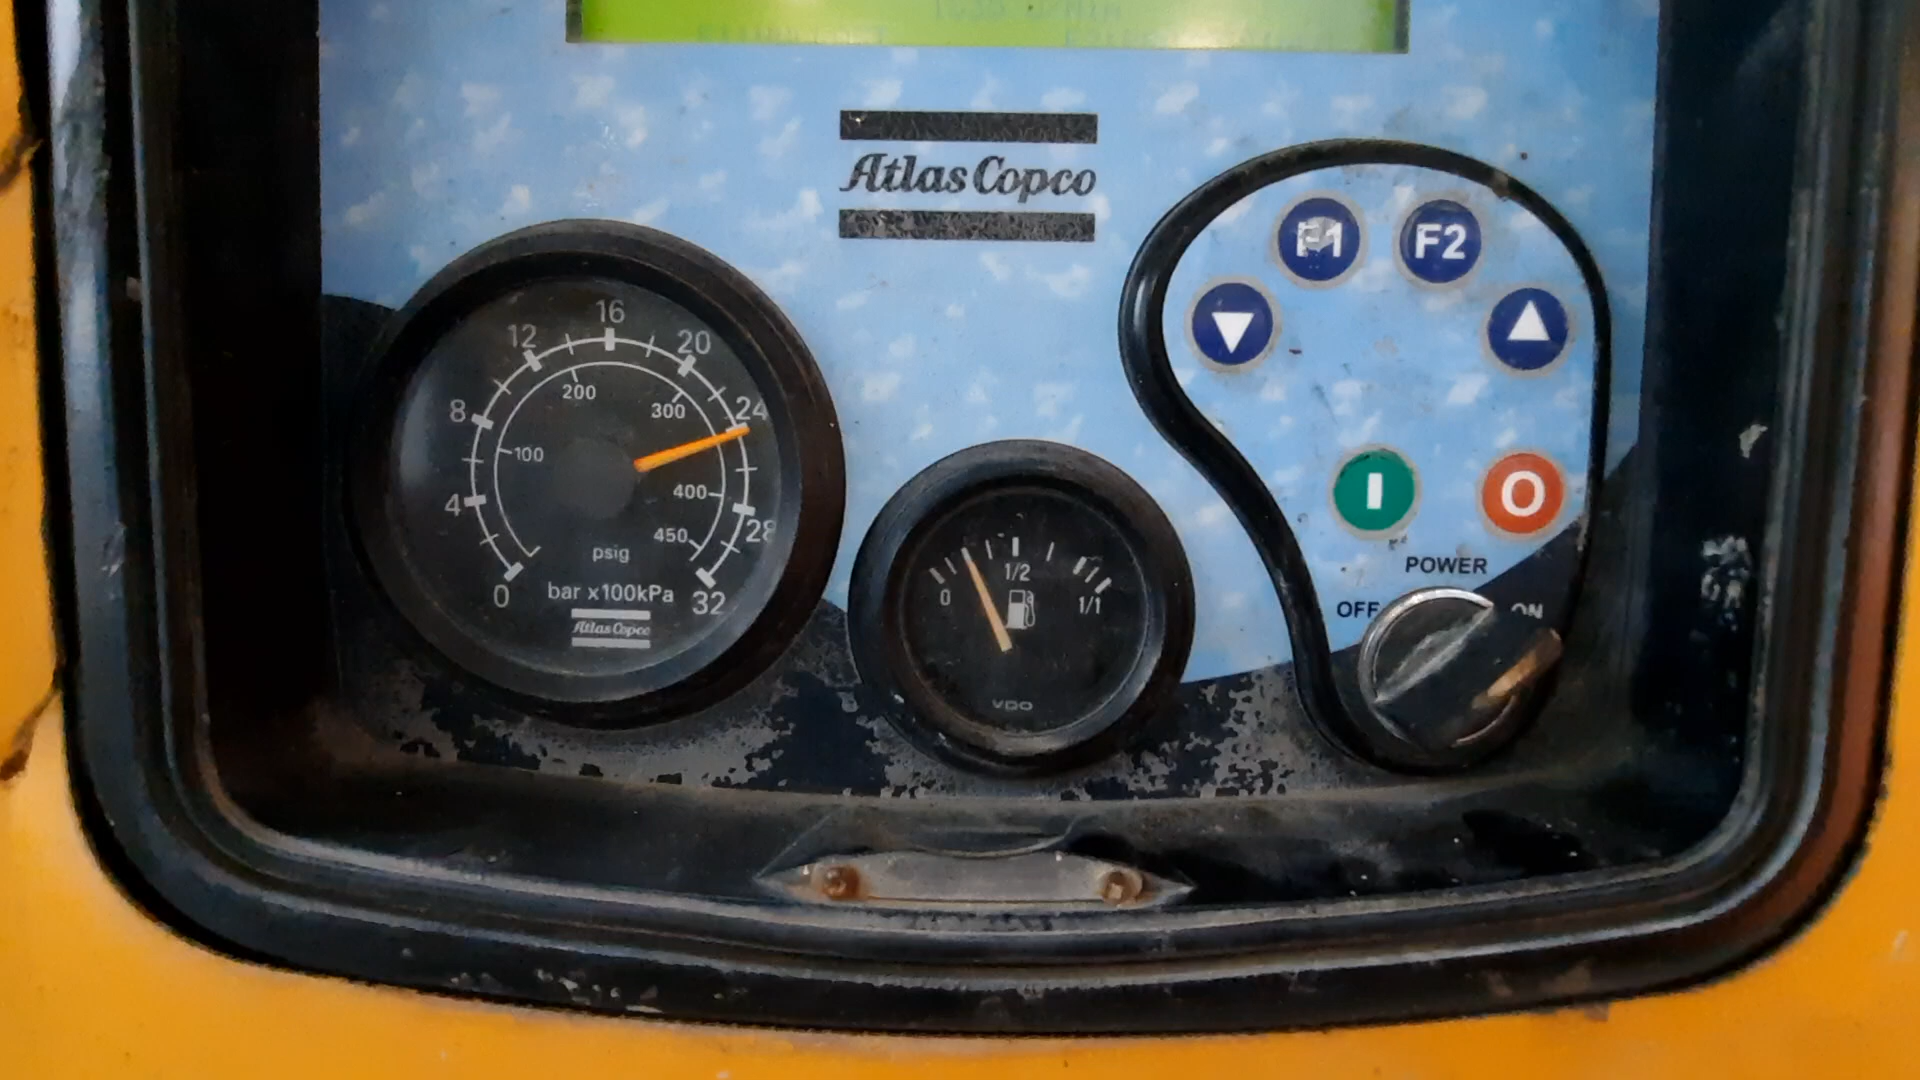 Atlas Copco
F1
F2
16
12
20
200
24
8
300
100
400
4
28
450
psig
0
bar x100kPa
32
Atlas Copco
1/2
0
1/1
VDO
I
O
POWER
OFF
ON